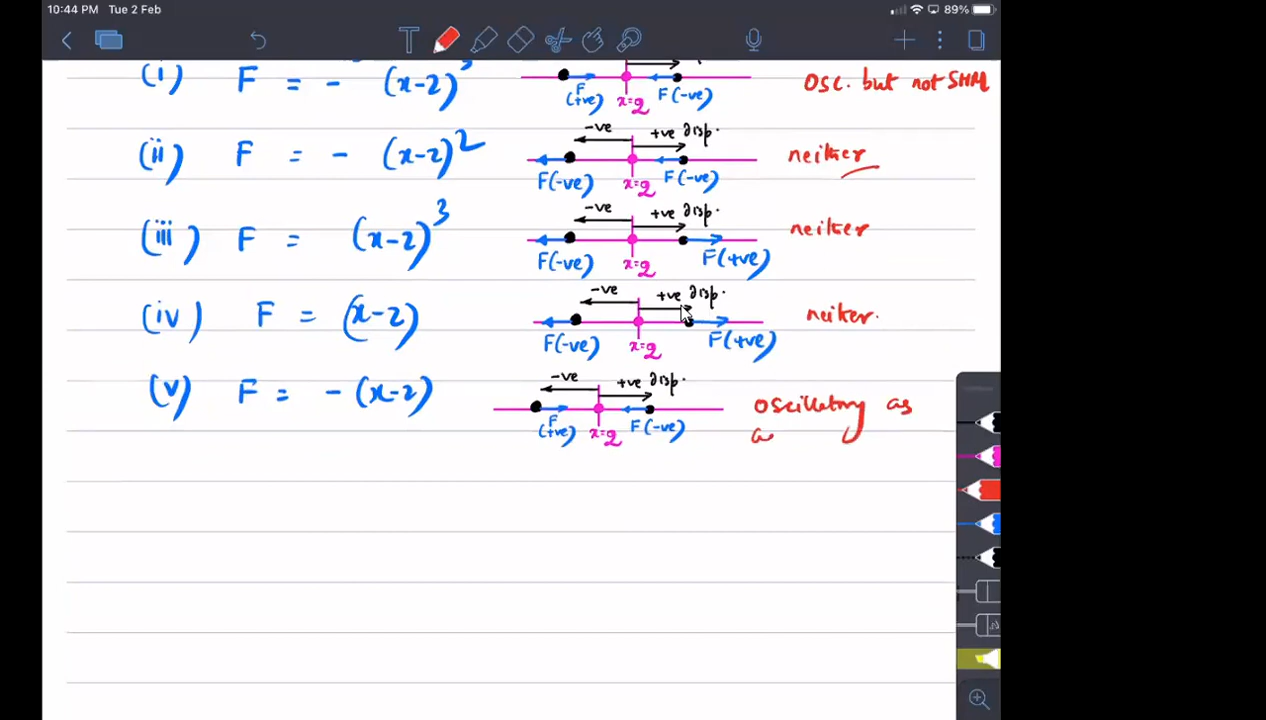 10:44 PM Tue 2 Feb 89%
(i) F = - (x-2)³ F (+ve) x=2 F(-ve) OSC. but not SHM
(ii) F = - (x-2)² -ve +ve disp. F(-ve) x=2 F(-ve) neither
(iii) F = (x-2)³ -ve +ve disp. F(-ve) x=2 F(+ve) neither
(iv) F = (x-2) -ve +ve disp. F(-ve) x=2 F(+ve) neither.
(v) F = -(x-2) -ve +ve disp. F (+ve) x=2 F(-ve) Oscillatory as